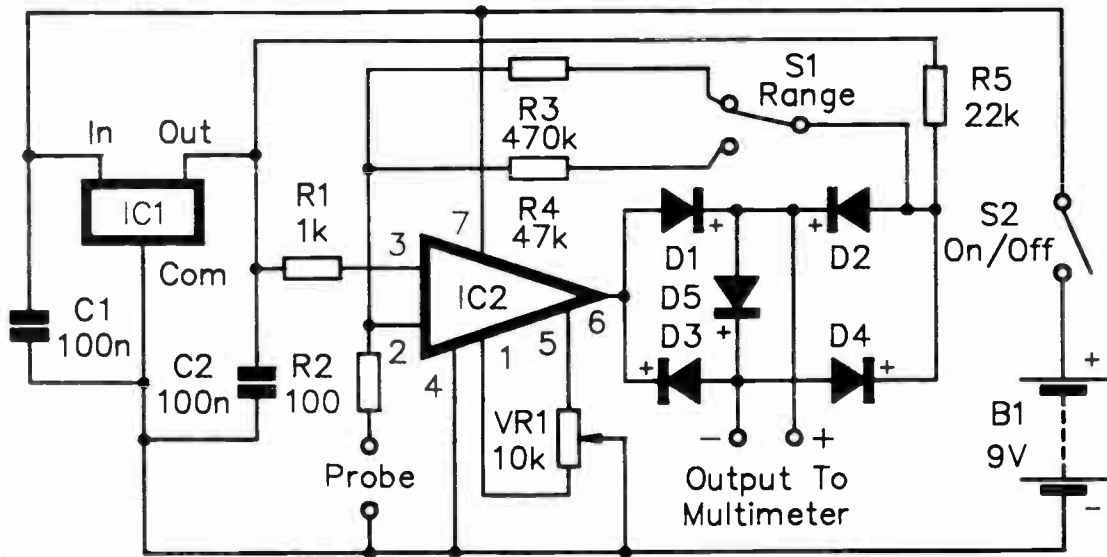 In
Out
IC1
Com
C1
100n
C2
100n
R1
1k
R2
100
Probe
R3
470k
R4
47k
S1
Range
R5
22k
3
7
IC2
2
4
1
5
6
VR1
10k
D1
D5
D3
D2
D4
+
+
+
+
+
-
+
Output To
Multimeter
S2
On/Off
+
B1
9V
-